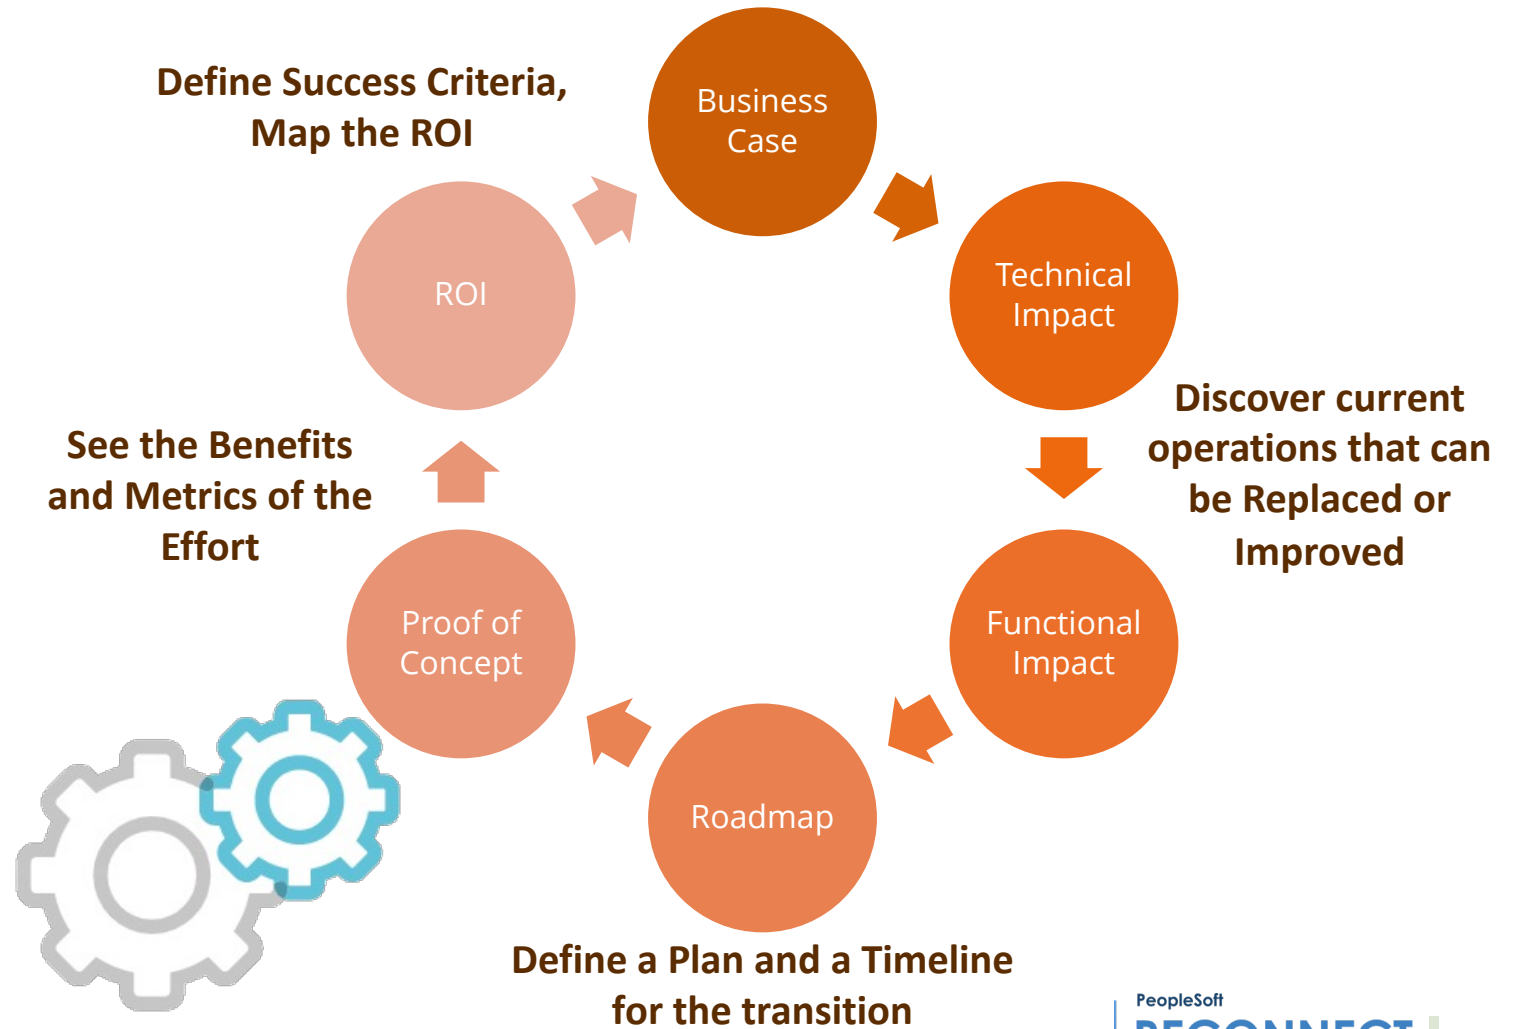 Define Success Criteria,
Map the ROI
Business
Case
Technical
Impact
Discover current
operations that can
be Replaced or
Improved
Functional
Impact
Roadmap
Define a Plan and a Timeline
for the transition
Proof of
Concept
See the Benefits
and Metrics of the
Effort
ROI
PeopleSoft
RECONNECT